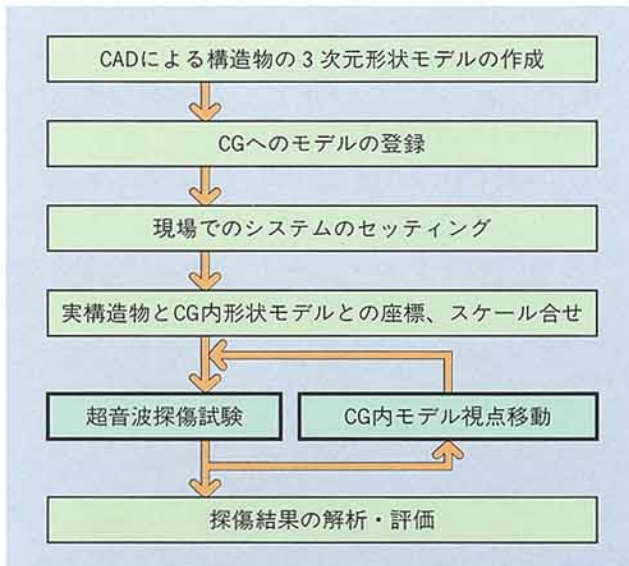 CADによる構造物の3次元形状モデルの作成
CGへのモデルの登録
現場でのシステムのセッティング
実構造物とCG内形状モデルとの座標、スケール合せ
超音波探傷試験
CG内モデル視点移動
探傷結果の解析・評価